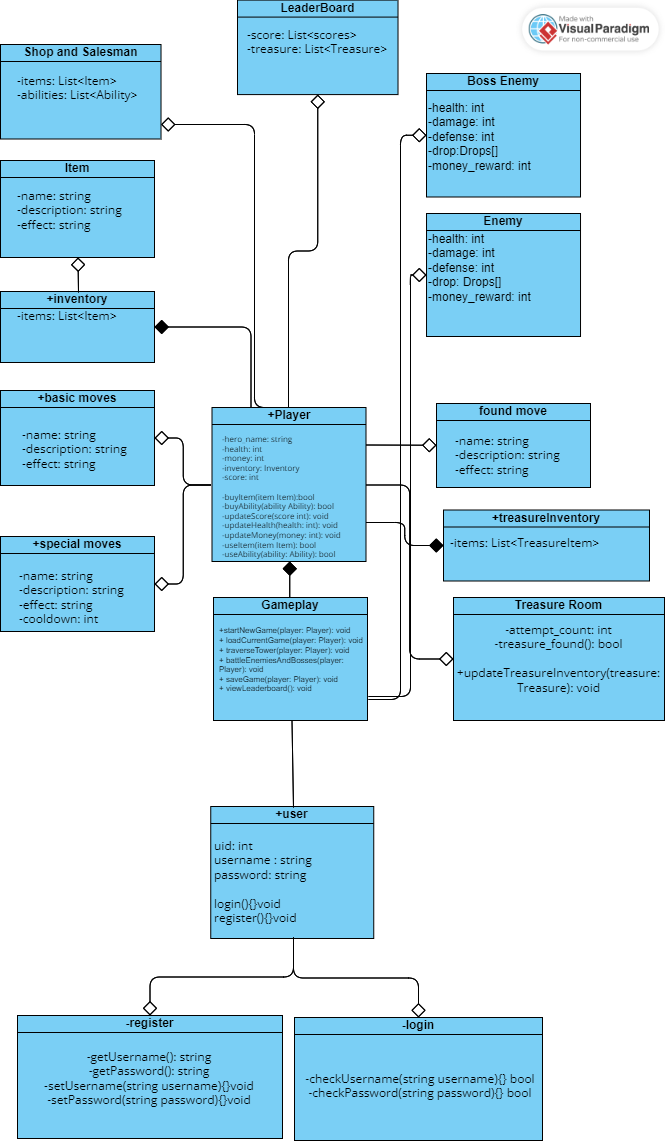 LeaderBoard
-score: List<scores>
-treasure: List<Treasure>
Made with
Visual Paradigm
For non-commercial use
Shop and Salesman
-items: List<Item>
-abilities: List<Ability>
Boss Enemy
-health: int
-damage: int
-defense: int
-drop:Drops[]
-money_reward: int
Item
-name: string
-description: string
-effect: string
Enemy
-health: int
-damage: int
-defense: int
-drop: Drops[]
-money_reward: int
+inventory
-items: List<Item>
+basic moves
-name: string
-description: string
-effect: string
+Player
-hero_name: string
-health: int
-money: int
-inventory: Inventory
-score: int
-buyItem(item Item):bool
-buyAbility(ability Ability): bool
-updateScore(score int): void
-updateHealth(health: int): void
-updateMoney(money: int): void
-useItem(item Item): bool
-useAbility(ability: Ability): bool
found move
-name: string
-description: string
-effect: string
+treasureInventory
-items: List<TreasureItem>
+special moves
-name: string
-description: string
-effect: string
-cooldown: int
Gameplay
+startNewGame(player: Player): void
+ loadCurrentGame(player: Player): void
+ traverseTower(player: Player): void
+ battleEnemiesAndBosses(player:
Player): void
+ saveGame(player: Player): void
+ viewLeaderboard(): void
Treasure Room
-attempt_count: int
-treasure_found(): bool
+updateTreasureInventory(treasure:
Treasure): void
+user
uid: int
username : string
password: string
login(){}void
register(){}void
-register
-getUsername(): string
-getPassword(): string
-setUsername(string username){}void
-setPassword(string password){}void
-login
-checkUsername(string username){} bool
-checkPassword(string password){} bool